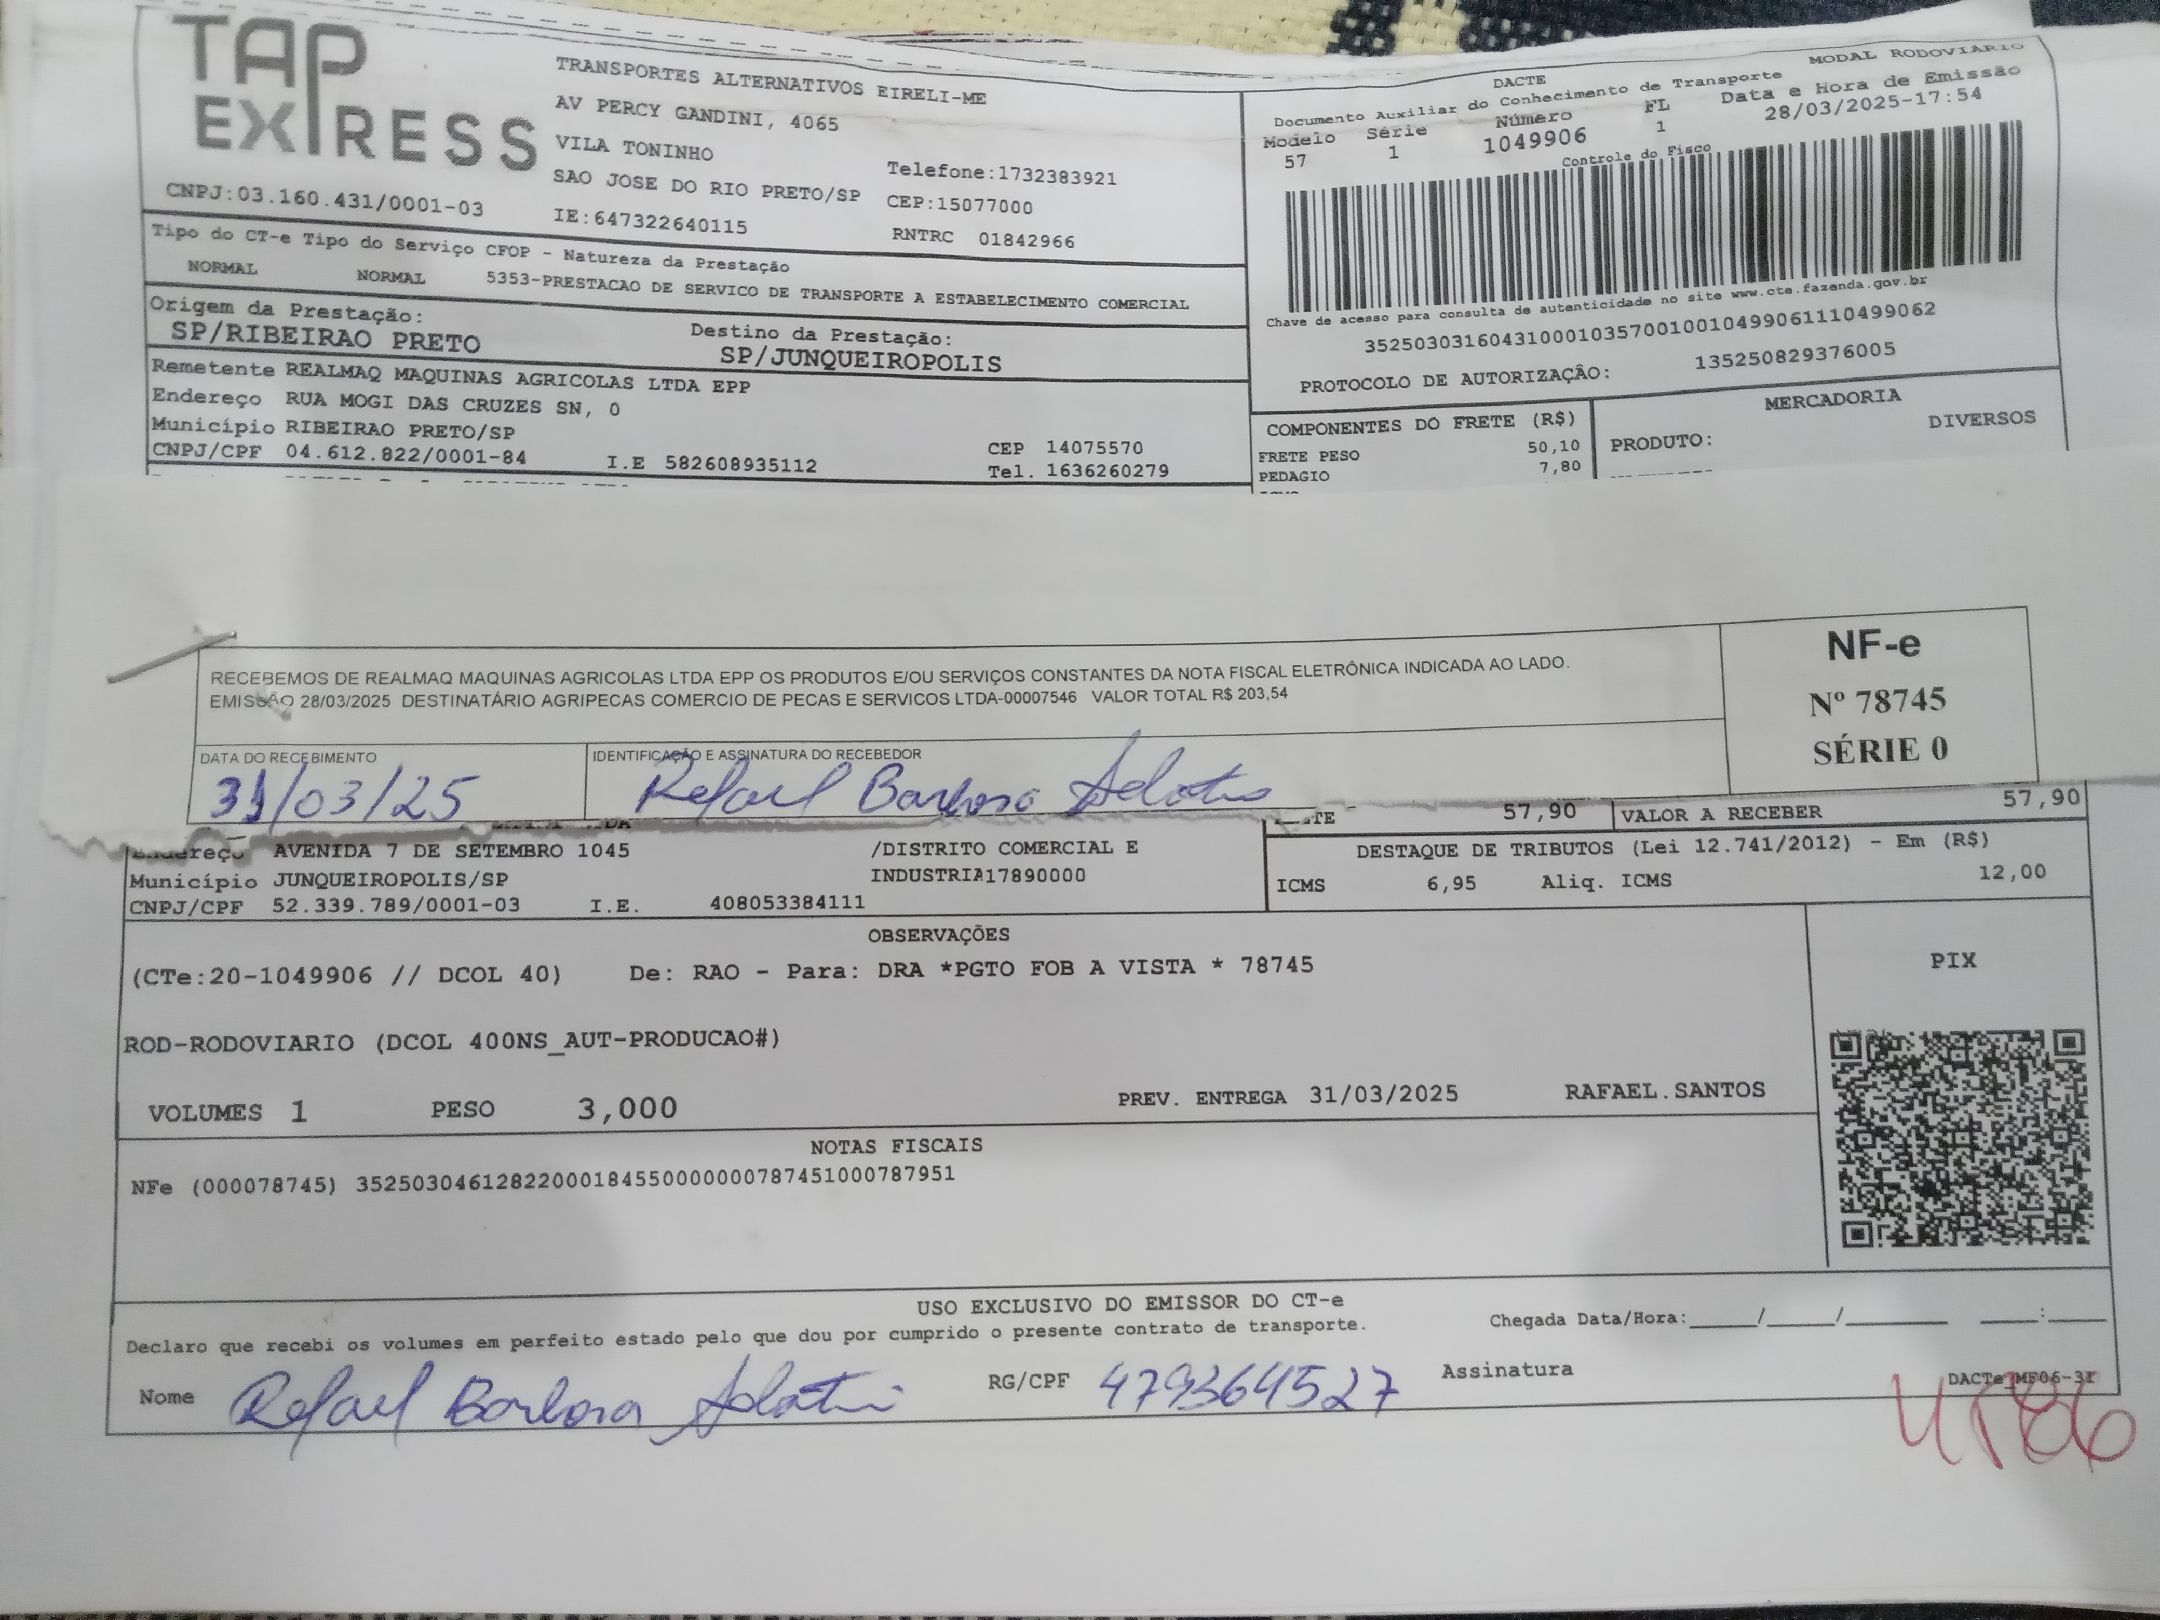 TAP
EXPRESS
TRANSPORTES ALTERNATIVOS EIRELI-ME
AV PERCY GANDINI, 4065
VILA TONINHO
Telefone:1732383921
SAO JOSE DO RIO PRETO/SP CEP:15077000
CNPJ:03.160.431/0001-03 IE:647322640115 RNTRC 01842966
MODAL RODOVIARIO
DACTE
Documento Auxiliar do Conhecimento de Transporte
Modelo Série Número FL Data e Hora de Emissão
57 1 1049906 1 28/03/2025-17:54
Controle do Fisco
Chave de acesso para consulta de autenticidade no site www.cte.fazenda.gov.br
35250303160431000103570010010499061110499062
PROTOCOLO DE AUTORIZAÇÃO: 135250829376005
Tipo do CT-e Tipo do Serviço CFOP - Natureza da Prestação
NORMAL NORMAL 5353-PRESTACAO DE SERVICO DE TRANSPORTE A ESTABELECIMENTO COMERCIAL
Origem da Prestação: Destino da Prestação:
SP/RIBEIRAO PRETO SP/JUNQUEIROPOLIS
Remetente REALMAQ MAQUINAS AGRICOLAS LTDA EPP
Endereço RUA MOGI DAS CRUZES SN, 0
Município RIBEIRAO PRETO/SP CEP 14075570
CNPJ/CPF 04.612.822/0001-84 I.E 582608935112 Tel. 1636260279
COMPONENTES DO FRETE (R$)
FRETE PESO 50,10
PEDAGIO 7,80
MERCADORIA
PRODUTO: DIVERSOS
RECEBEMOS DE REALMAQ MAQUINAS AGRICOLAS LTDA EPP OS PRODUTOS E/OU SERVIÇOS CONSTANTES DA NOTA FISCAL ELETRÔNICA INDICADA AO LADO.
EMISSÃO 28/03/2025 DESTINATÁRIO AGRIPECAS COMERCIO DE PECAS E SERVICOS LTDA-00007546 VALOR TOTAL R$ 203,54
NF-e
Nº 78745
SÉRIE 0
DATA DO RECEBIMENTO IDENTIFICAÇÃO E ASSINATURA DO RECEBEDOR
31/03/25 Rafael Barbosa
57,90 VALOR A RECEBER 57,90
Endereço AVENIDA 7 DE SETEMBRO 1045 /DISTRITO COMERCIAL E
Município JUNQUEIROPOLIS/SP INDUSTRIA17890000
CNPJ/CPF 52.339.789/0001-03 I.E. 408053384111
DESTAQUE DE TRIBUTOS (Lei 12.741/2012) - Em (R$)
ICMS 6,95 Aliq. ICMS 12,00
OBSERVAÇÕES
(CTe:20-1049906 // DCOL 40) De: RAO - Para: DRA *PGTO FOB A VISTA * 78745
PIX
ROD-RODOVIARIO (DCOL 400NS_AUT-PRODUCAO#)
VOLUMES 1 PESO 3,000 PREV. ENTREGA 31/03/2025 RAFAEL.SANTOS
NOTAS FISCAIS
NFe (000078745) 35250304612822000184550000000787451000787951
USO EXCLUSIVO DO EMISSOR DO CT-e
Declaro que recebi os volumes em perfeito estado pelo que dou por cumprido o presente contrato de transporte. Chegada Data/Hora:_____/_____/_____ ____:____
Nome Rafael Barbosa RG/CPF 479364527 Assinatura